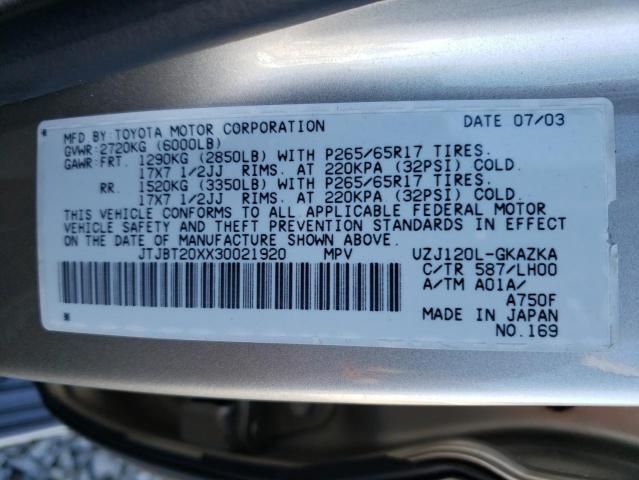 MFD BY: TOYOTA MOTOR CORPORATION DATE 07/03
GVWR: 2720KG (6000LB)
GAWR: FRT. 1290KG (2850LB) WITH P265/65R17 TIRES.
17X7 1/2JJ RIMS. AT 220KPA (32PSI) COLD.
RR. 1520KG (3350LB) WITH P265/65R17 TIRES.
17X7 1/2JJ RIMS. AT 220KPA (32PSI) COLD.
THIS VEHICLE CONFORMS TO ALL APPLICABLE FEDERAL MOTOR
VEHICLE SAFETY AND THEFT PREVENTION STANDARDS IN EFFECT
ON THE DATE OF MANUFACTURE SHOWN ABOVE.
JTJBT20XX30021920 MPV UZJ120L-GKAZKA
C/TR 587/LH00
A/TM A01A/
A750F
MADE IN JAPAN
NO.169